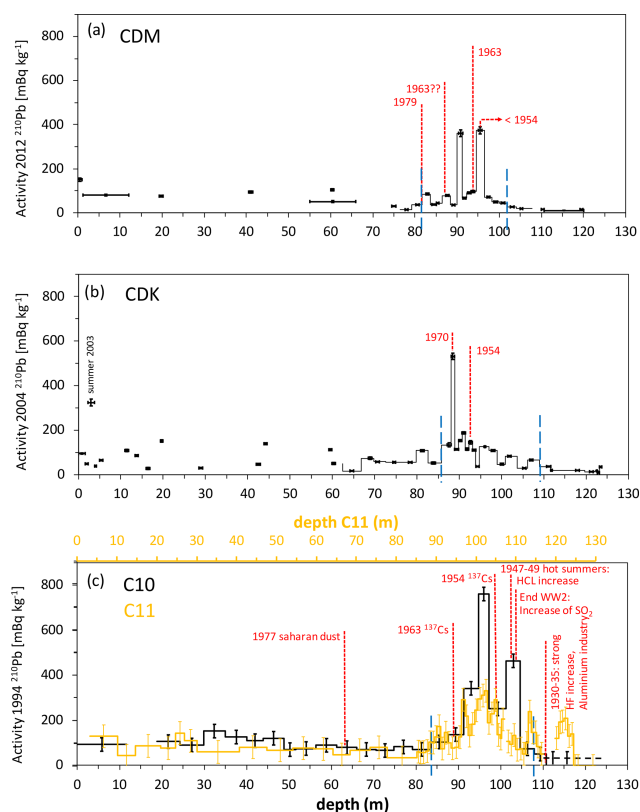 (a) CDM
Activity 2012 ²¹⁰Pb [mBq kg⁻¹]
800
600
400
200
0
1963
1963??
1979
< 1954
0 10 20 30 40 50 60 70 80 90 100 110 120 130
(b) CDK
Activity 2004 ²¹⁰Pb [mBq kg⁻¹]
800
600
400
200
0
summer 2003
1970
1954
0 10 20 30 40 50 60 70 80 90 100 110 120 130
depth C11 (m)
0 10 20 30 40 50 60 70 80 90 100 110 120 130
(c) C10
C11
Activity 1994 ²¹⁰Pb [mBq kg⁻¹]
800
600
400
200
0
1977 saharan dust
1963 ¹³⁷Cs
1954 ¹³⁷Cs
1947-49 hot summers:
HCL increase
End WW2:
Increase of SO₂
1930-35: strong
HF increase,
Aluminium industry
0 10 20 30 40 50 60 70 80 90 100 110 120 130
depth (m)